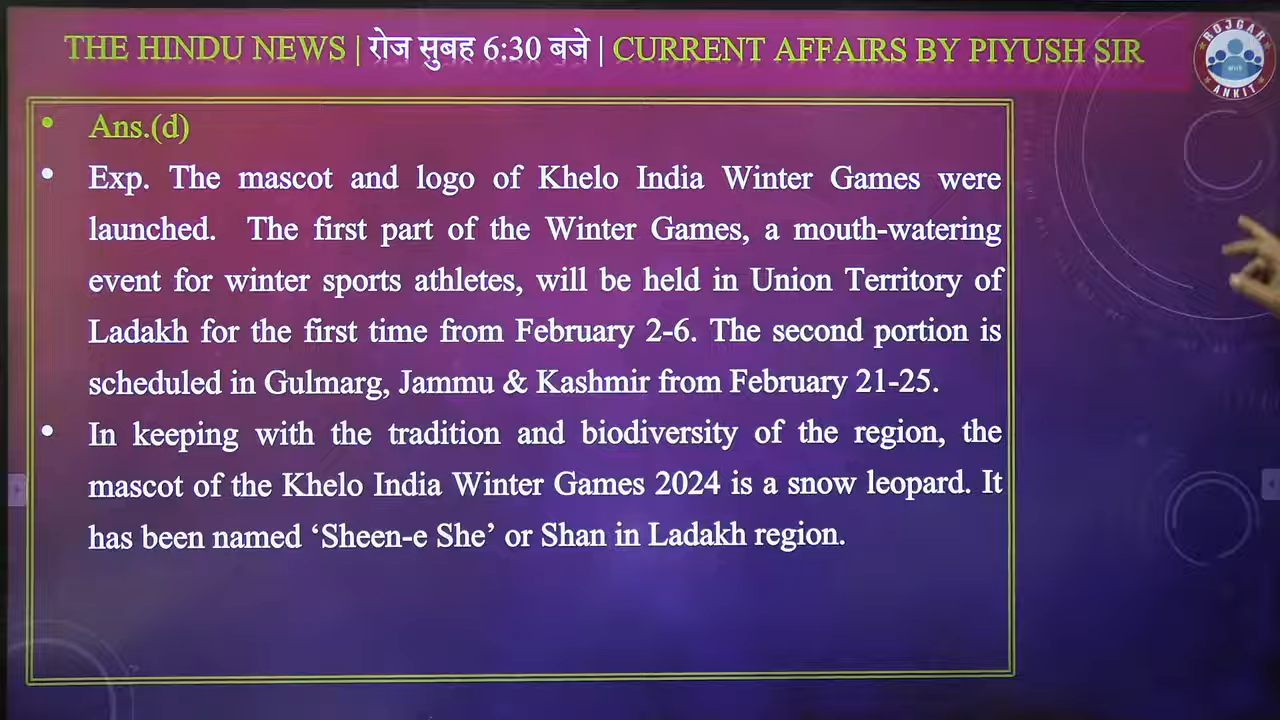 THE HINDU NEWS | रोज सुबह 6:30 बजे | CURRENT AFFAIRS BY PIYUSH SIR
ROJGAR
ANKIT
Ans.(d)
Exp. The mascot and logo of Khelo India Winter Games were
launched. The first part of the Winter Games, a mouth-watering
event for winter sports athletes, will be held in Union Territory of
Ladakh for the first time from February 2-6. The second portion is
scheduled in Gulmarg, Jammu & Kashmir from February 21-25.
In keeping with the tradition and biodiversity of the region, the
mascot of the Khelo India Winter Games 2024 is a snow leopard. It
has been named ‘Sheen-e She’ or Shan in Ladakh region.